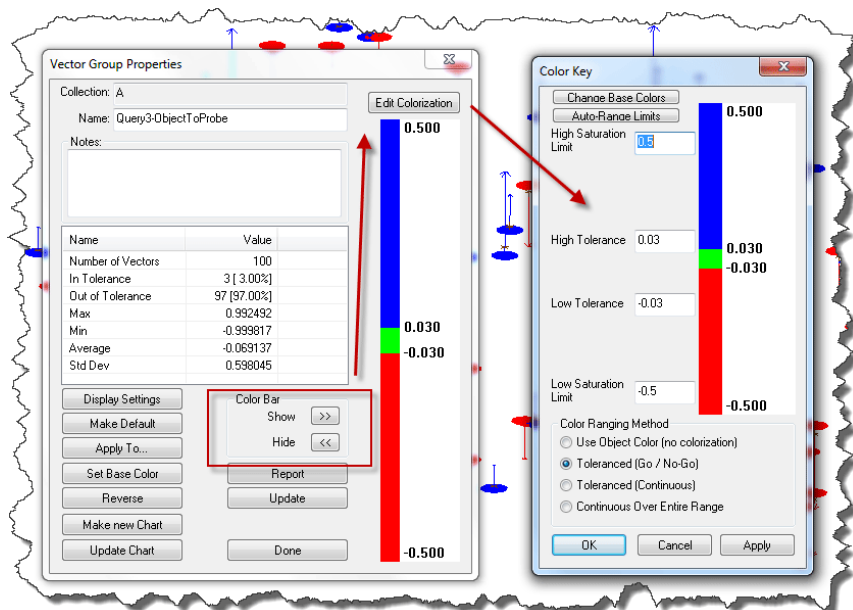 Vector Group Properties
Collection: A
Edit Colorization
Name: Query3-ObjectToProbe
Notes:
0.500
Name Value
Number of Vectors 100
In Tolerance 3 [ 3.00%]
Out of Tolerance 97 [97.00%]
Max 0.992492
Min -0.999817
Average -0.069137
Std Dev 0.598045
0.030
-0.030
Display Settings
Make Default
Apply To...
Set Base Color
Reverse
Make new Chart
Update Chart
Color Bar
Show >>
Hide <<
Report
Update
Done
-0.500
Color Key
Change Base Colors
Auto-Range Limits
High Saturation
Limit
0.5
0.500
High Tolerance 0.03
0.030
-0.030
Low Tolerance -0.03
Low Saturation
Limit
-0.5
-0.500
Color Ranging Method
Use Object Color (no colorization)
Toleranced (Go / No-Go)
Toleranced (Continuous)
Continuous Over Entire Range
OK Cancel Apply